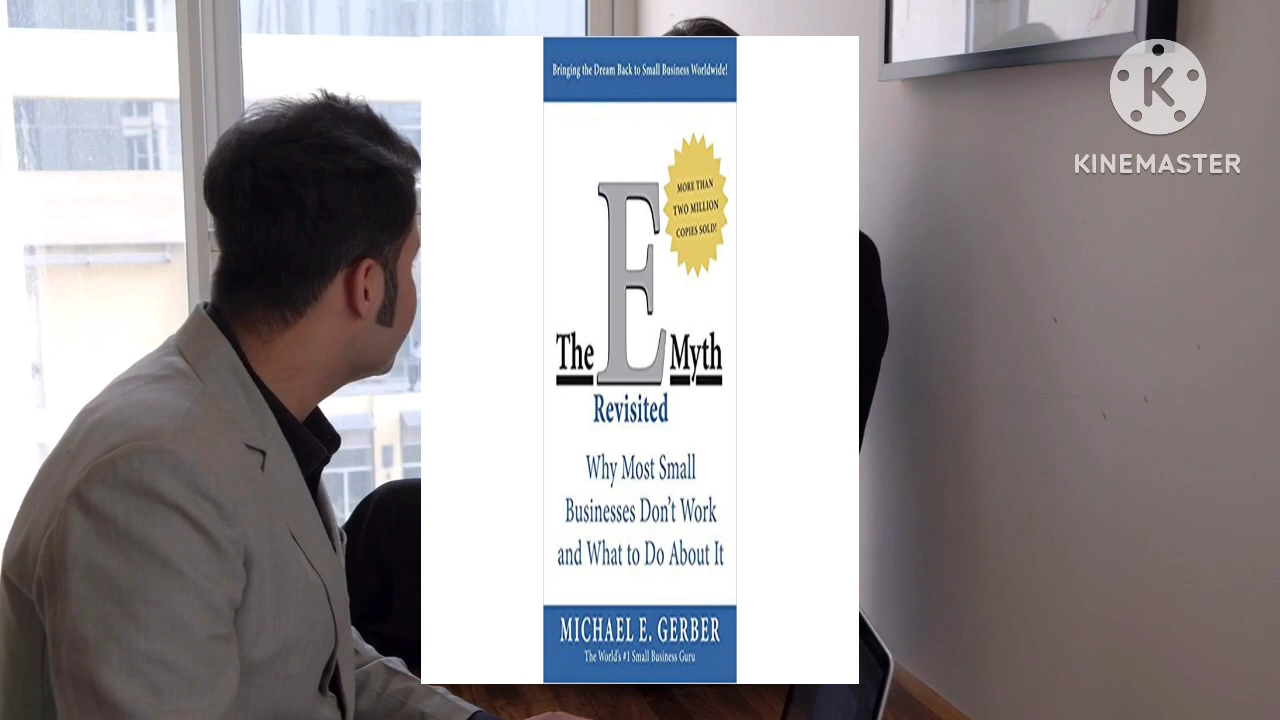 Bringing the Dream Back to Small Business Worldwide!
MORE THAN
TWO MILLION
COPIES SOLD!
The E Myth
Revisited
Why Most Small
Businesses Don't Work
and What to Do About It
MICHAEL E. GERBER
The World's #1 Small Business Guru
K
KINEMASTER